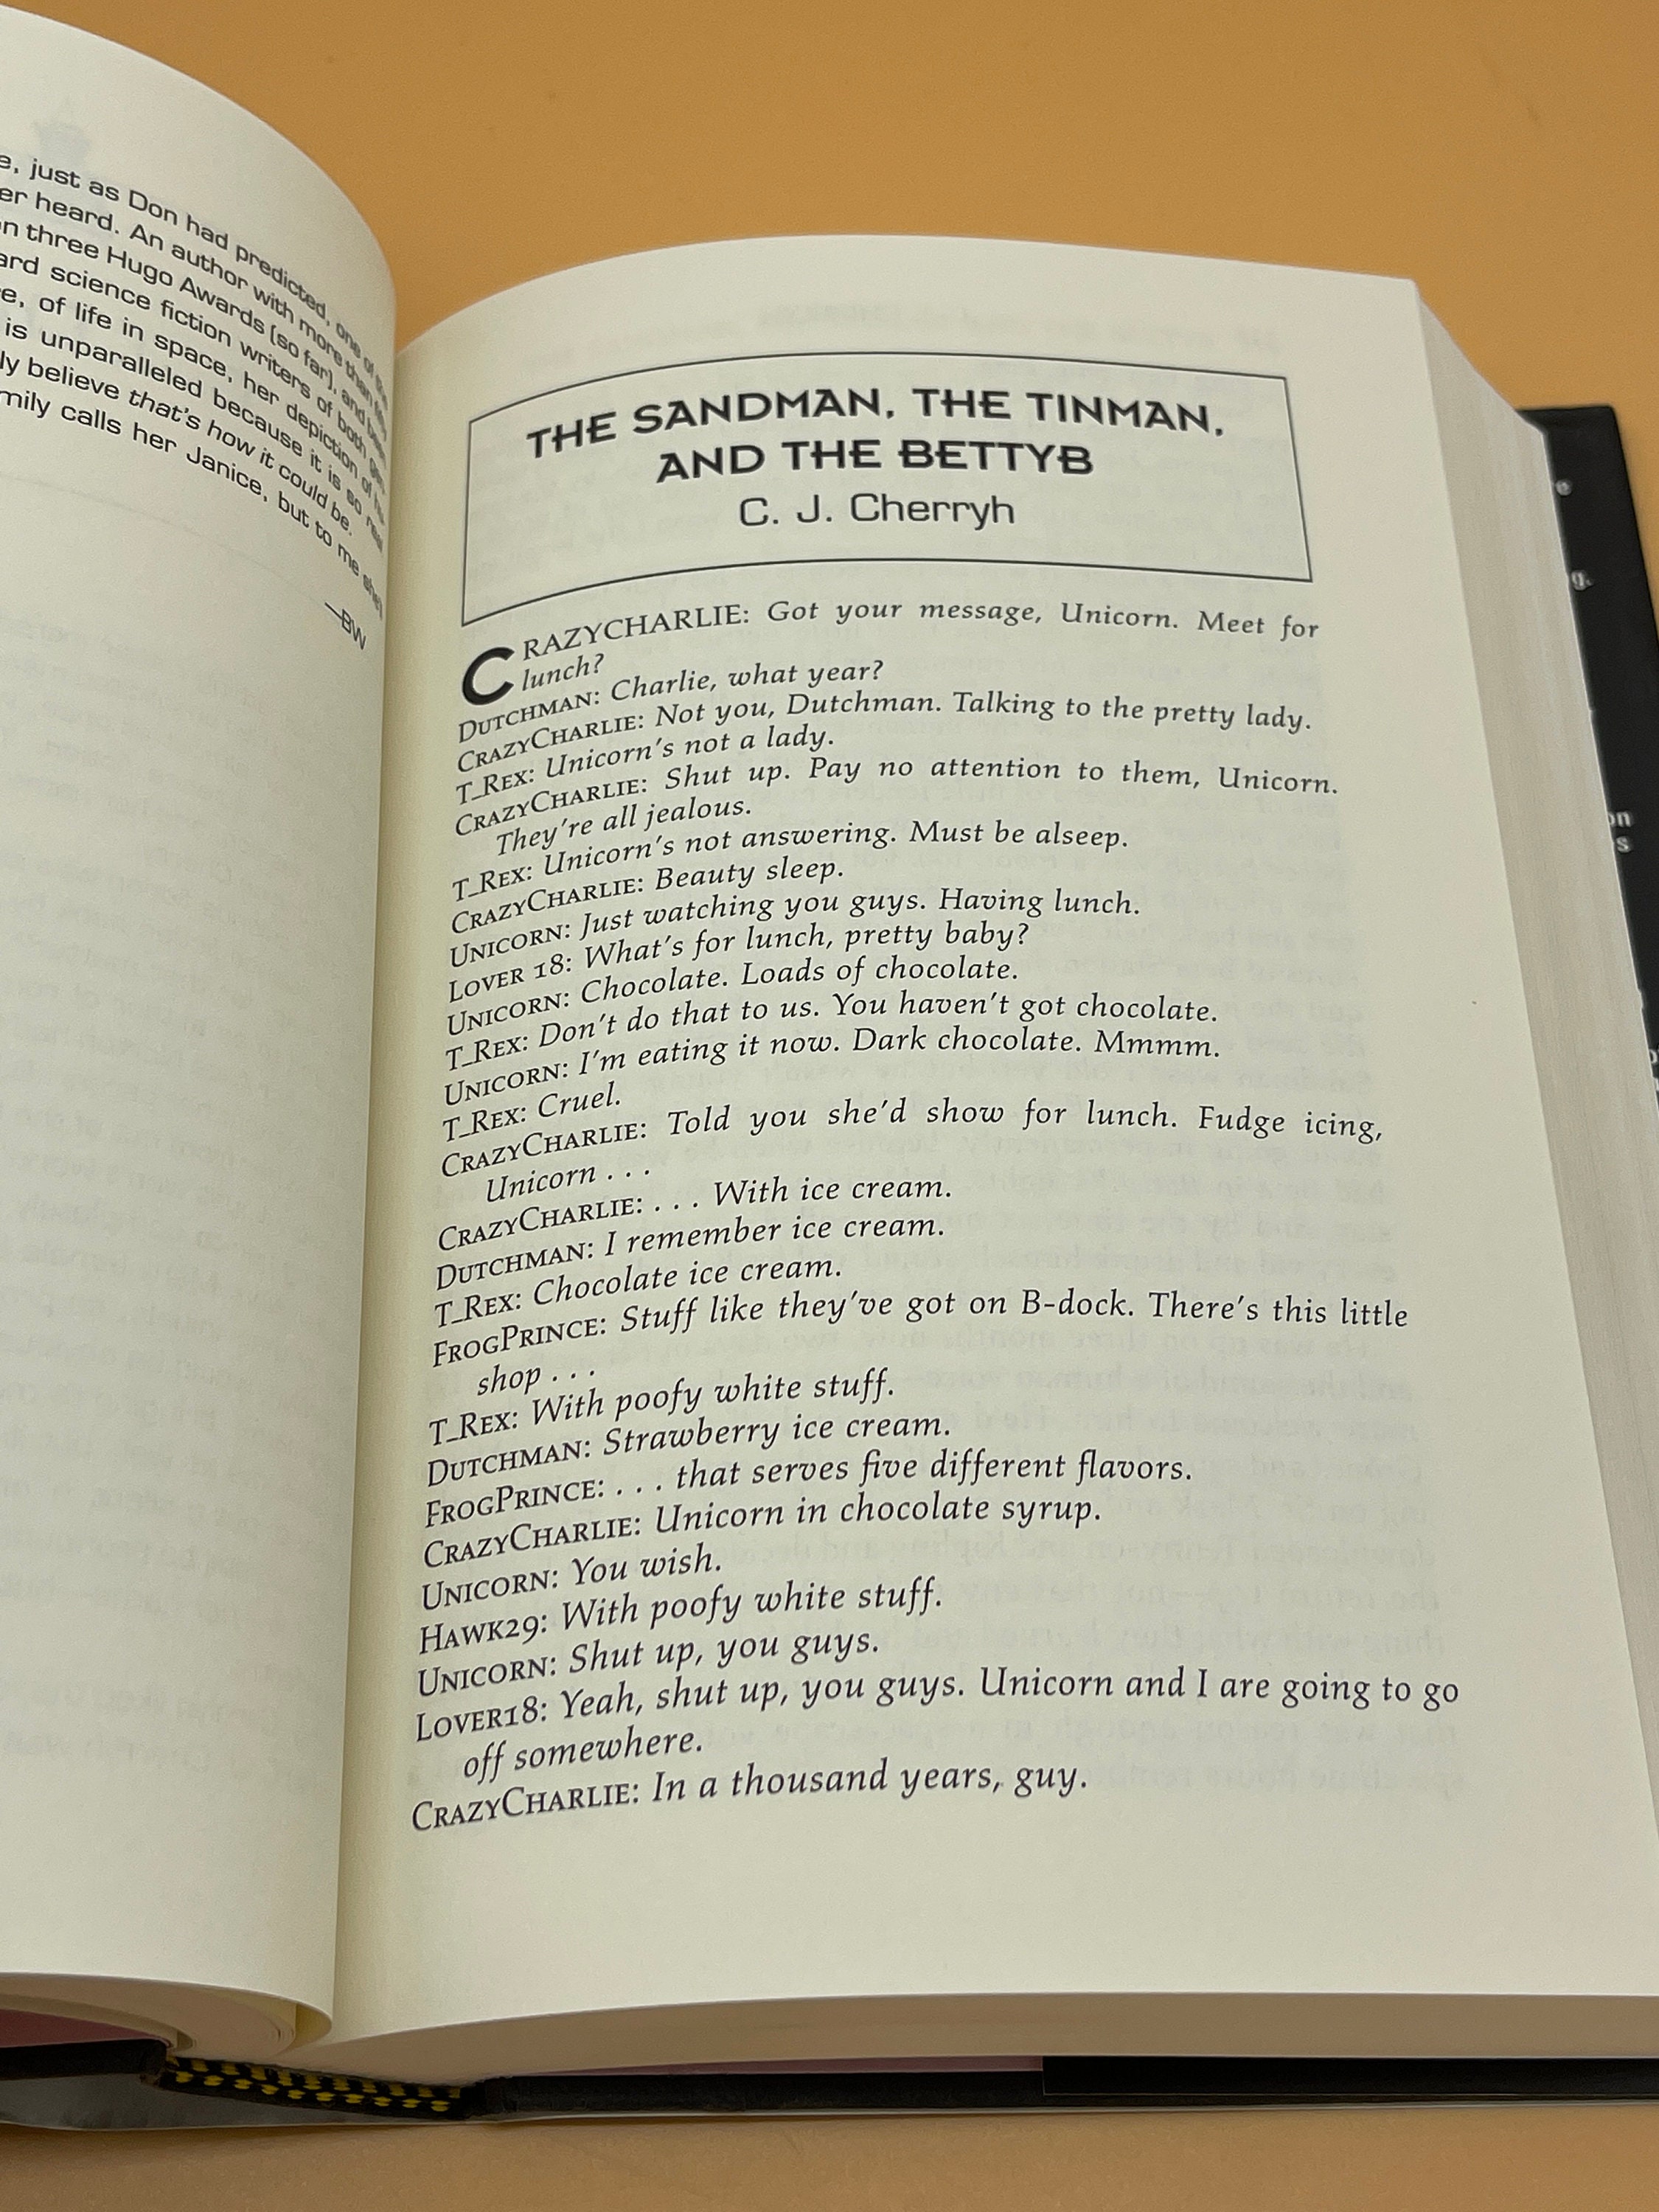 e, just as Don had predicted, one of the
er heard. An author with more than
n three Hugo Awards (so far), and
ard science fiction writers of both
e, of life in space, her depiction of
is unparalleled because it is so real
ly believe that's how it could be.
mily calls her Janice, but to me she's
—BW
THE SANDMAN, THE TINMAN,
AND THE BETTYB
C. J. Cherryh
CRAZYCHARLIE: Got your message, Unicorn. Meet for
lunch?
DUTCHMAN: Charlie, what year?
CRAZYCHARLIE: Not you, Dutchman. Talking to the pretty lady.
T_REX: Unicorn's not a lady.
CRAZYCHARLIE: Shut up. Pay no attention to them, Unicorn.
They're all jealous.
T_REX: Unicorn's not answering. Must be alseep.
CRAZYCHARLIE: Beauty sleep.
UNICORN: Just watching you guys. Having lunch.
LOVER 18: What's for lunch, pretty baby?
UNICORN: Chocolate. Loads of chocolate.
T_REX: Don't do that to us. You haven't got chocolate.
UNICORN: I'm eating it now. Dark chocolate. Mmmm.
T_REX: Cruel.
CRAZYCHARLIE: Told you she'd show for lunch. Fudge icing,
Unicorn . . .
CRAZYCHARLIE: . . . With ice cream.
DUTCHMAN: I remember ice cream.
T_REX: Chocolate ice cream.
FROGPRINCE: Stuff like they've got on B-dock. There's this little
shop . . .
T_REX: With poofy white stuff.
DUTCHMAN: Strawberry ice cream.
FROGPRINCE: . . . that serves five different flavors.
CRAZYCHARLIE: Unicorn in chocolate syrup.
UNICORN: You wish.
HAWK29: With poofy white stuff.
UNICORN: Shut up, you guys.
LOVER18: Yeah, shut up, you guys. Unicorn and I are going to go
off somewhere.
CRAZYCHARLIE: In a thousand years, guy.